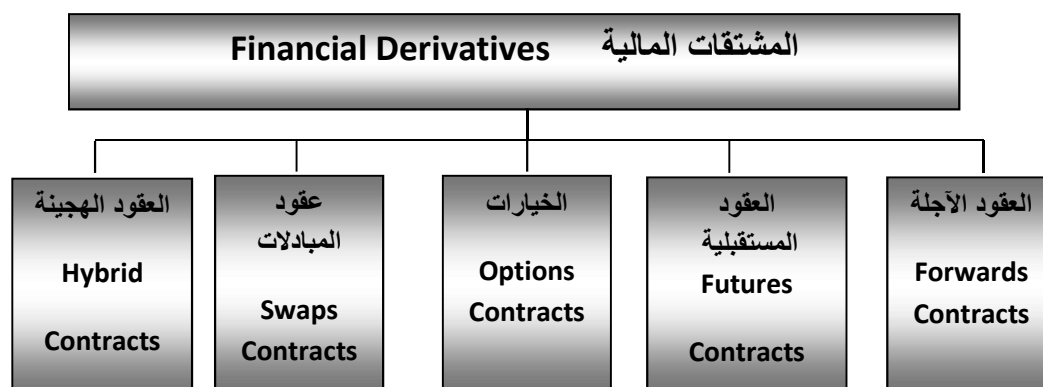 Financial Derivatives المشتقات المالية
العقود الهجينة
Hybrid
Contracts
عقود
المبادلات
Swaps
Contracts
الخيارات
Options
Contracts
العقود
المستقبلية
Futures
Contracts
العقود الآجلة
Forwards
Contracts